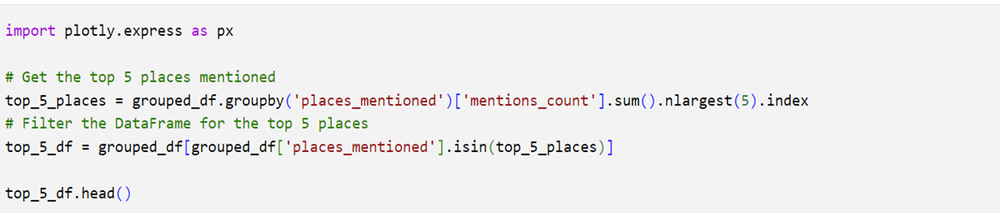 import plotly.express as px
# Get the top 5 places mentioned
top_5_places = grouped_df.groupby('places_mentioned')['mentions_count'].sum().nlargest(5).index
# Filter the DataFrame for the top 5 places
top_5_df = grouped_df[grouped_df['places_mentioned'].isin(top_5_places)]
top_5_df.head()